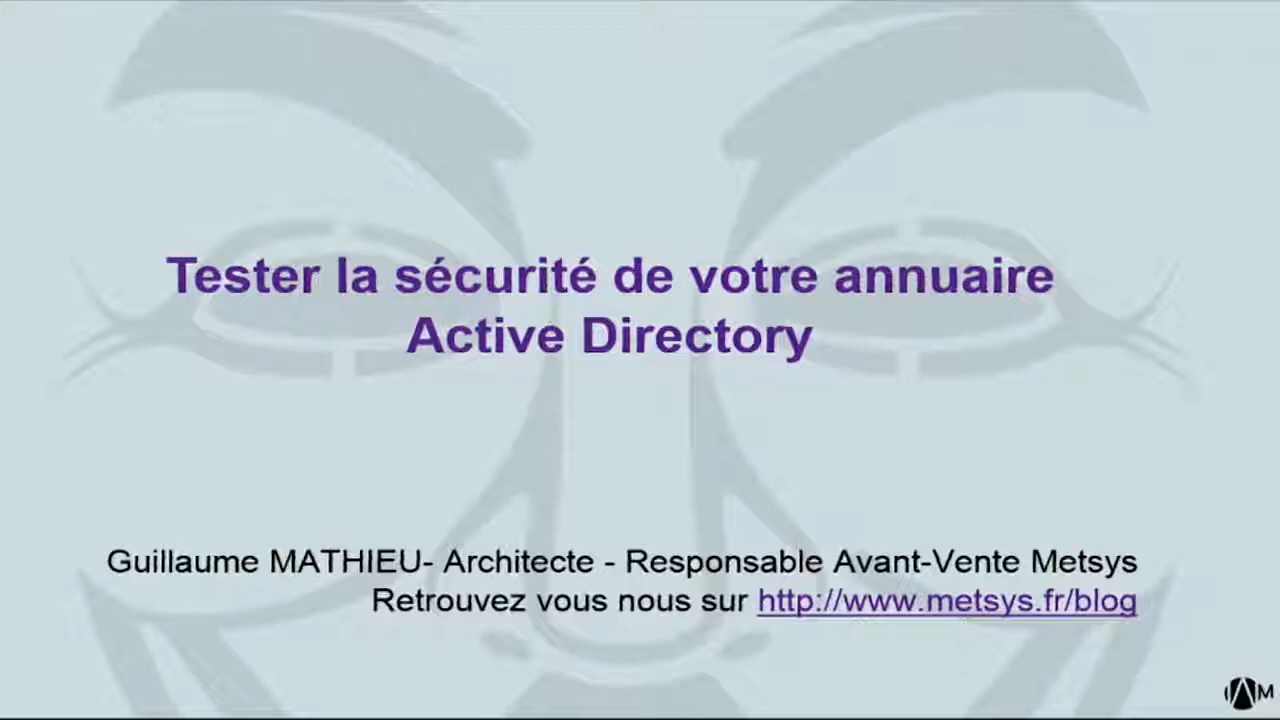 Tester la sécurité de votre annuaire
Active Directory
Guillaume MATHIEU- Architecte - Responsable Avant-Vente Metsys
Retrouvez vous nous sur http://www.metsys.fr/blog
M